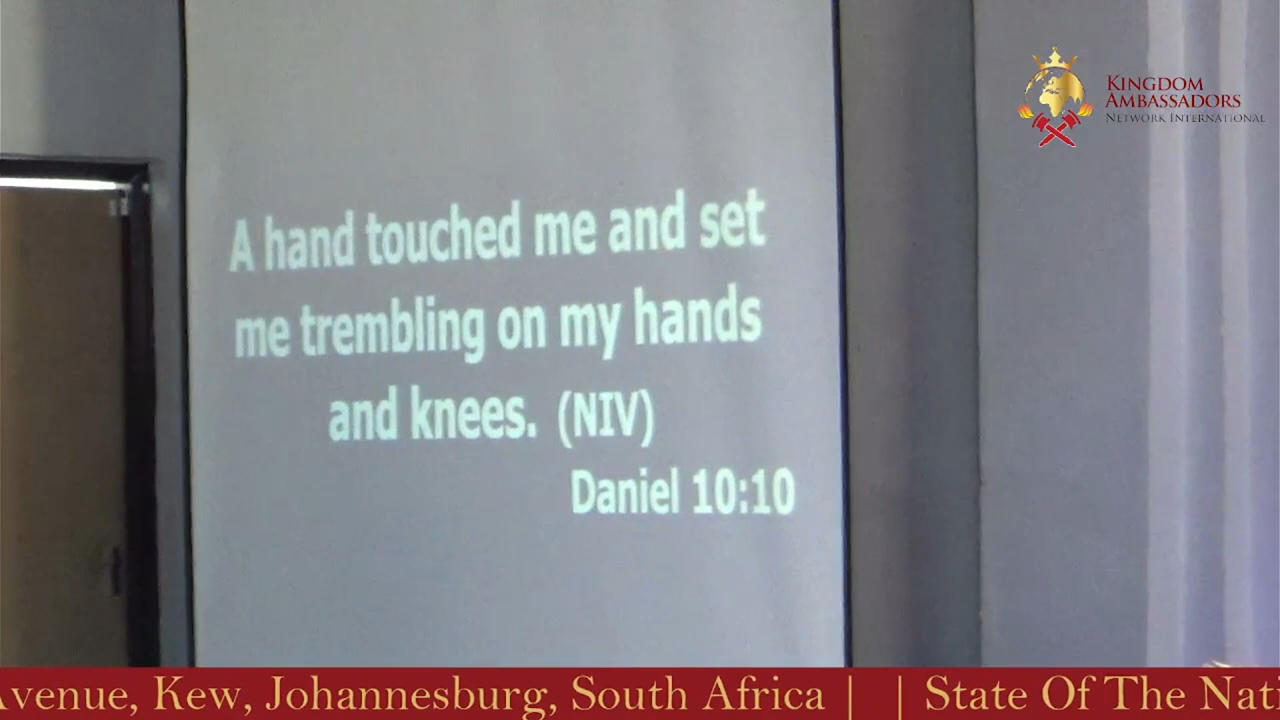 KINGDOM
AMBASSADORS
NETWORK INTERNATIONAL
A hand touched me and set
me trembling on my hands
and knees. (NIV)
Daniel 10:10
Avenue, Kew, Johannesburg, South Africa | | State Of The Nati